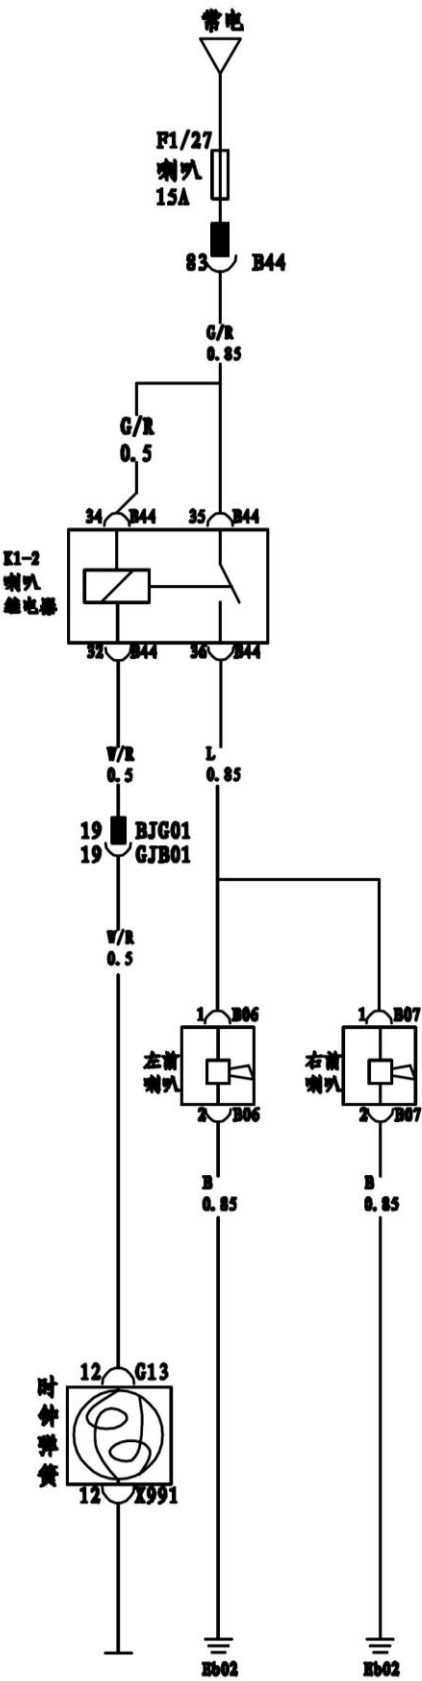 常电
F1/27
喇叭
15A
83 B44
G/R
0.85
G/R
0.5
34 B44 35 B44
K1-2
喇叭
继电器
32 B44 36 B44
W/R
0.5
L
0.85
19 BJG01
19 GJB01
W/R
0.5
1 B06 1 B07
左前
喇叭
右前
喇叭
2 B06 2 B07
B
0.85
B
0.85
12 G13
时
钟
弹
簧
12 X991
Eb02 Eb02